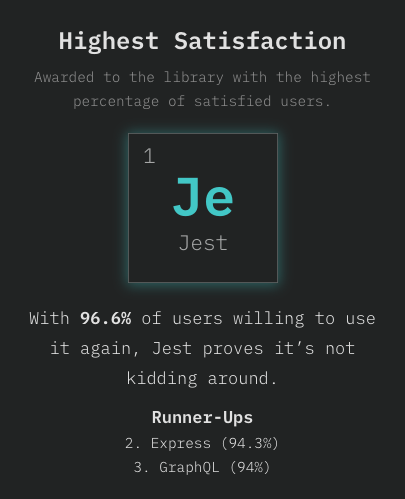 Highest Satisfaction
Awarded to the library with the highest
percentage of satisfied users.
1
Je
Jest
With 96.6% of users willing to use
it again, Jest proves it’s not
kidding around.
Runner-Ups
2. Express (94.3%)
3. GraphQL (94%)